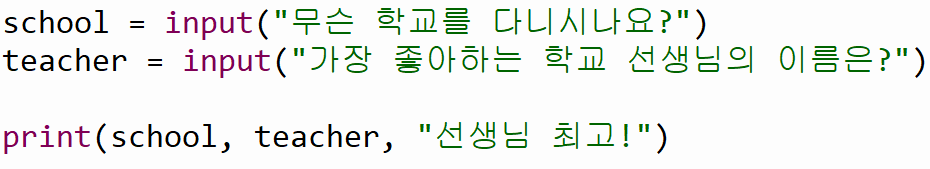 school = input("무슨 학교를 다니시나요?")
teacher = input("가장 좋아하는 학교 선생님의 이름은?")
print(school, teacher, "선생님 최고!")